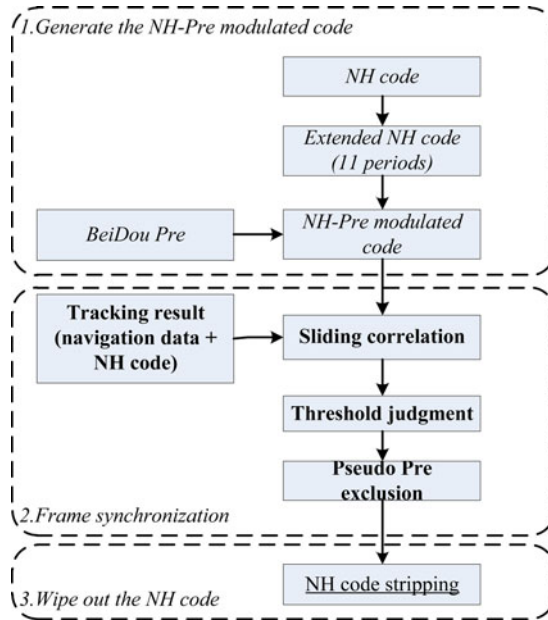 1.Generate the NH-Pre modulated code
NH code
Extended NH code
(11 periods)
BeiDou Pre
NH-Pre modulated
code
Tracking result
(navigation data +
NH code)
Sliding correlation
Threshold judgment
Pseudo Pre
exclusion
2.Frame synchronization
NH code stripping
3.Wipe out the NH code